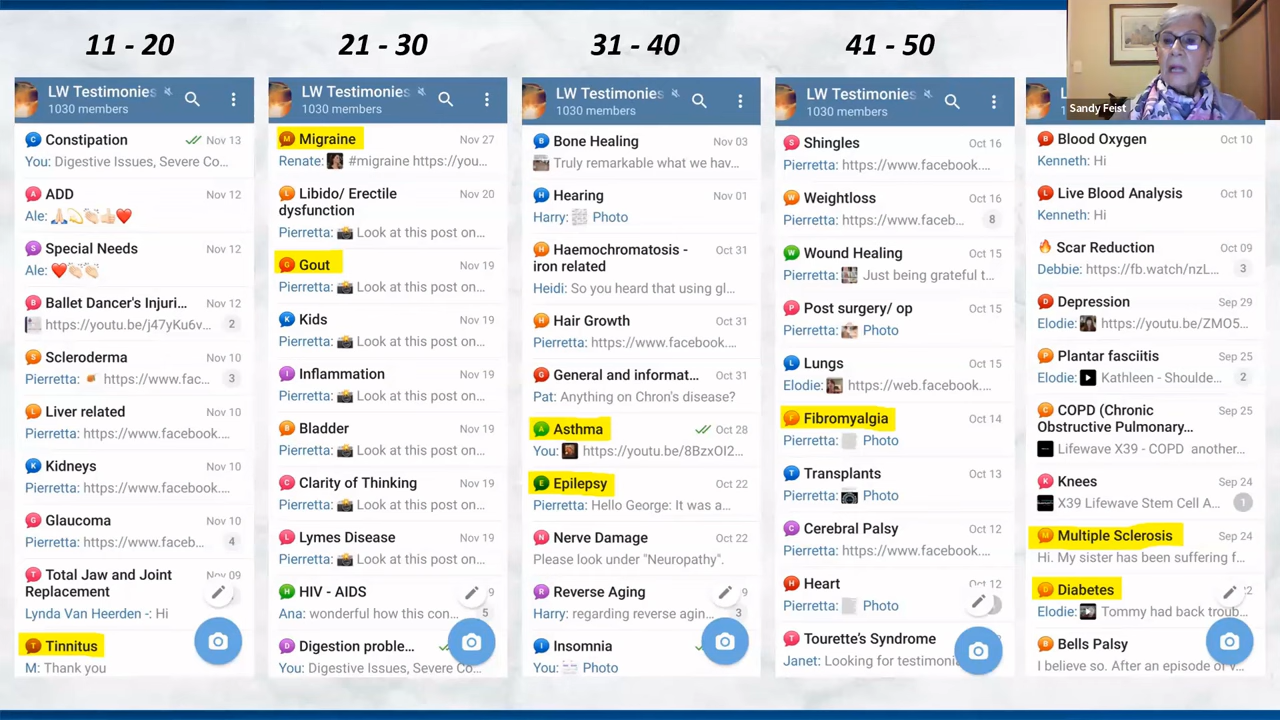 11 - 20
21 - 30
31 - 40
41 - 50
Sandy Feist
LW Testimonies
1030 members
Constipation
Nov 13
You: Digestive Issues, Severe Co...
ADD
Nov 12
Ale: 🙏🏻💫👏🏻👍🏻❤️
Special Needs
Nov 12
Ale: ❤️👏🏻👏🏻
Ballet Dancer's Injuri...
Nov 12
https://youtu.be/j47yKu6v...
2
Scleroderma
Nov 10
Pierretta: https://www.fac...
3
Liver related
Nov 10
Pierretta: https://www.facebook....
Kidneys
Nov 10
Pierretta: https://www.facebook....
Glaucoma
Nov 10
Pierretta: https://www.faceb...
4
Total Jaw and Joint
Replacement
Nov 09
Lynda Van Heerden -: Hi
Tinnitus
M: Thank you
LW Testimonies
1030 members
Migraine
Nov 27
Renate: #migraine https://you...
Libido/ Erectile
dysfunction
Nov 20
Pierretta: 📸 Look at this post on...
Gout
Nov 19
Pierretta: 📸 Look at this post on...
Kids
Nov 19
Pierretta: 📸 Look at this post on...
Inflammation
Nov 19
Pierretta: 📸 Look at this post on...
Bladder
Nov 19
Pierretta: 📸 Look at this post on...
Clarity of Thinking
Nov 19
Pierretta: 📸 Look at this post on...
Lymes Disease
Nov 19
Pierretta: 📸 Look at this post on...
HIV - AIDS
9
Ana: wonderful how this con...
5
Digestion proble...
You: Digestive Issues, Severe Co...
LW Testimonies
1030 members
Bone Healing
Nov 03
Truly remarkable what we hav...
Hearing
Nov 01
Harry: Photo
Haemochromatosis -
iron related
Oct 31
Heidi: So you heard that using gl...
Hair Growth
Oct 31
Pierretta: https://www.facebook....
General and informat...
Oct 31
Pat: Anything on Chron's disease?
Asthma
Oct 28
You: https://youtu.be/8BzxOI2...
Epilepsy
Oct 22
Pierretta: Hello George: It was a...
Nerve Damage
Oct 22
Please look under "Neuropathy".
Reverse Aging
9
Harry: regarding reverse agin...
3
Insomnia
You: Photo
LW Testimonies
1030 members
Shingles
Oct 16
Pierretta: https://www.facebook....
Weightloss
Oct 16
Pierretta: https://www.faceb...
8
Wound Healing
Oct 15
Pierretta: Just being grateful t...
Post surgery/ op
Oct 15
Pierretta: Photo
Lungs
Oct 15
Elodie: https://web.facebook....
Fibromyalgia
Oct 14
Pierretta: Photo
Transplants
Oct 13
Pierretta: Photo
Cerebral Palsy
Oct 12
Pierretta: https://www.facebook....
Heart
Oct 12
Pierretta: Photo
Tourette's Syndrome
Janet: Looking for testimoni
Blood Oxygen
Oct 10
Kenneth: Hi
Live Blood Analysis
Oct 10
Kenneth: Hi
🔥 Scar Reduction
Oct 09
Debbie: https://fb.watch/nzL...
3
Depression
Sep 29
Elodie: https://youtu.be/ZMO5...
Plantar fasciitis
Sep 25
Elodie: Kathleen - Shoulde...
2
COPD (Chronic
Obstructive Pulmonary...
Sep 25
Lifewave X39 - COPD another...
Knees
Sep 24
X39 Lifewave Stem Cell A...
1
Multiple Sclerosis
Sep 24
Hi. My sister has been suffering f...
Diabetes
Elodie: Tommy had back troub...
Bells Palsy
I believe so. After an episode of v...